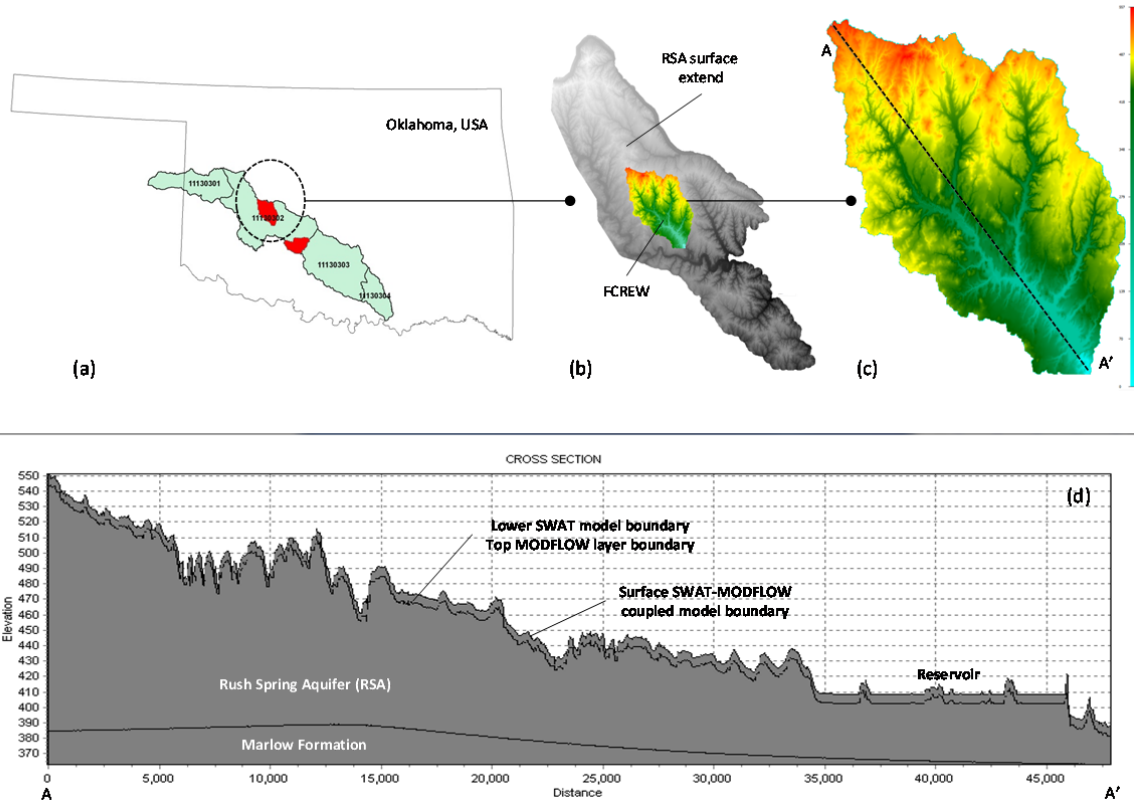 Oklahoma, USA
11130301
11130303
11130304
(a)
RSA surface
extend
FCREW
(b)
A
A'
(c)
CROSS SECTION
(d)
Elevation
550
540
530
520
510
500
490
480
470
460
450
440
430
420
410
400
390
380
370
Lower SWAT model boundary
Top MODFLOW layer boundary
Surface SWAT-MODFLOW
coupled model boundary
Reservoir
Rush Spring Aquifer (RSA)
Marlow Formation
0
5,000
10,000
15,000
20,000
25,000
30,000
35,000
40,000
45,000
A
Distance
A'